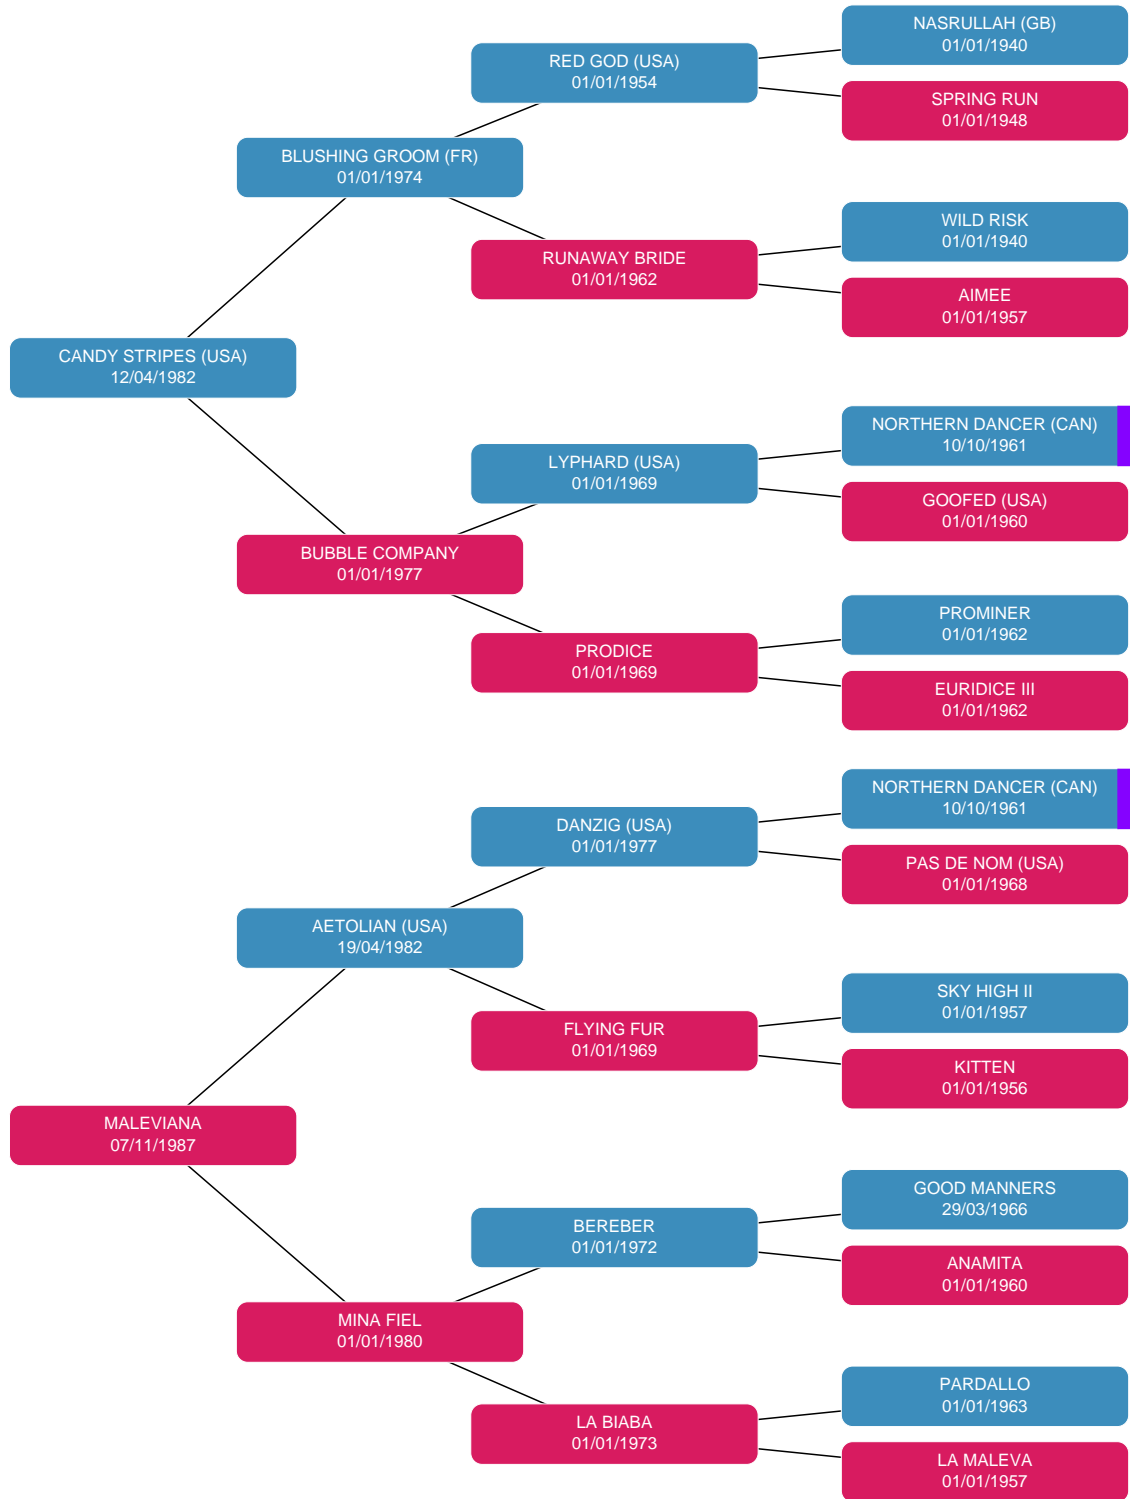 NASRULLAH (GB)
01/01/1940
RED GOD (USA)
01/01/1954
SPRING RUN
01/01/1948
BLUSHING GROOM (FR)
01/01/1974
WILD RISK
01/01/1940
RUNAWAY BRIDE
01/01/1962
AIMEE
01/01/1957
CANDY STRIPES (USA)
12/04/1982
NORTHERN DANCER (CAN)
10/10/1961
LYPHARD (USA)
01/01/1969
GOOFED (USA)
01/01/1960
BUBBLE COMPANY
01/01/1977
PROMINER
01/01/1962
PRODICE
01/01/1969
EURIDICE III
01/01/1962
NORTHERN DANCER (CAN)
10/10/1961
DANZIG (USA)
01/01/1977
PAS DE NOM (USA)
01/01/1968
AETOLIAN (USA)
19/04/1982
SKY HIGH II
01/01/1957
FLYING FUR
01/01/1969
KITTEN
01/01/1956
MALEVIANA
07/11/1987
GOOD MANNERS
29/03/1966
BEREBER
01/01/1972
ANAMITA
01/01/1960
MINA FIEL
01/01/1980
PARDALLO
01/01/1963
LA BIABA
01/01/1973
LA MALEVA
01/01/1957